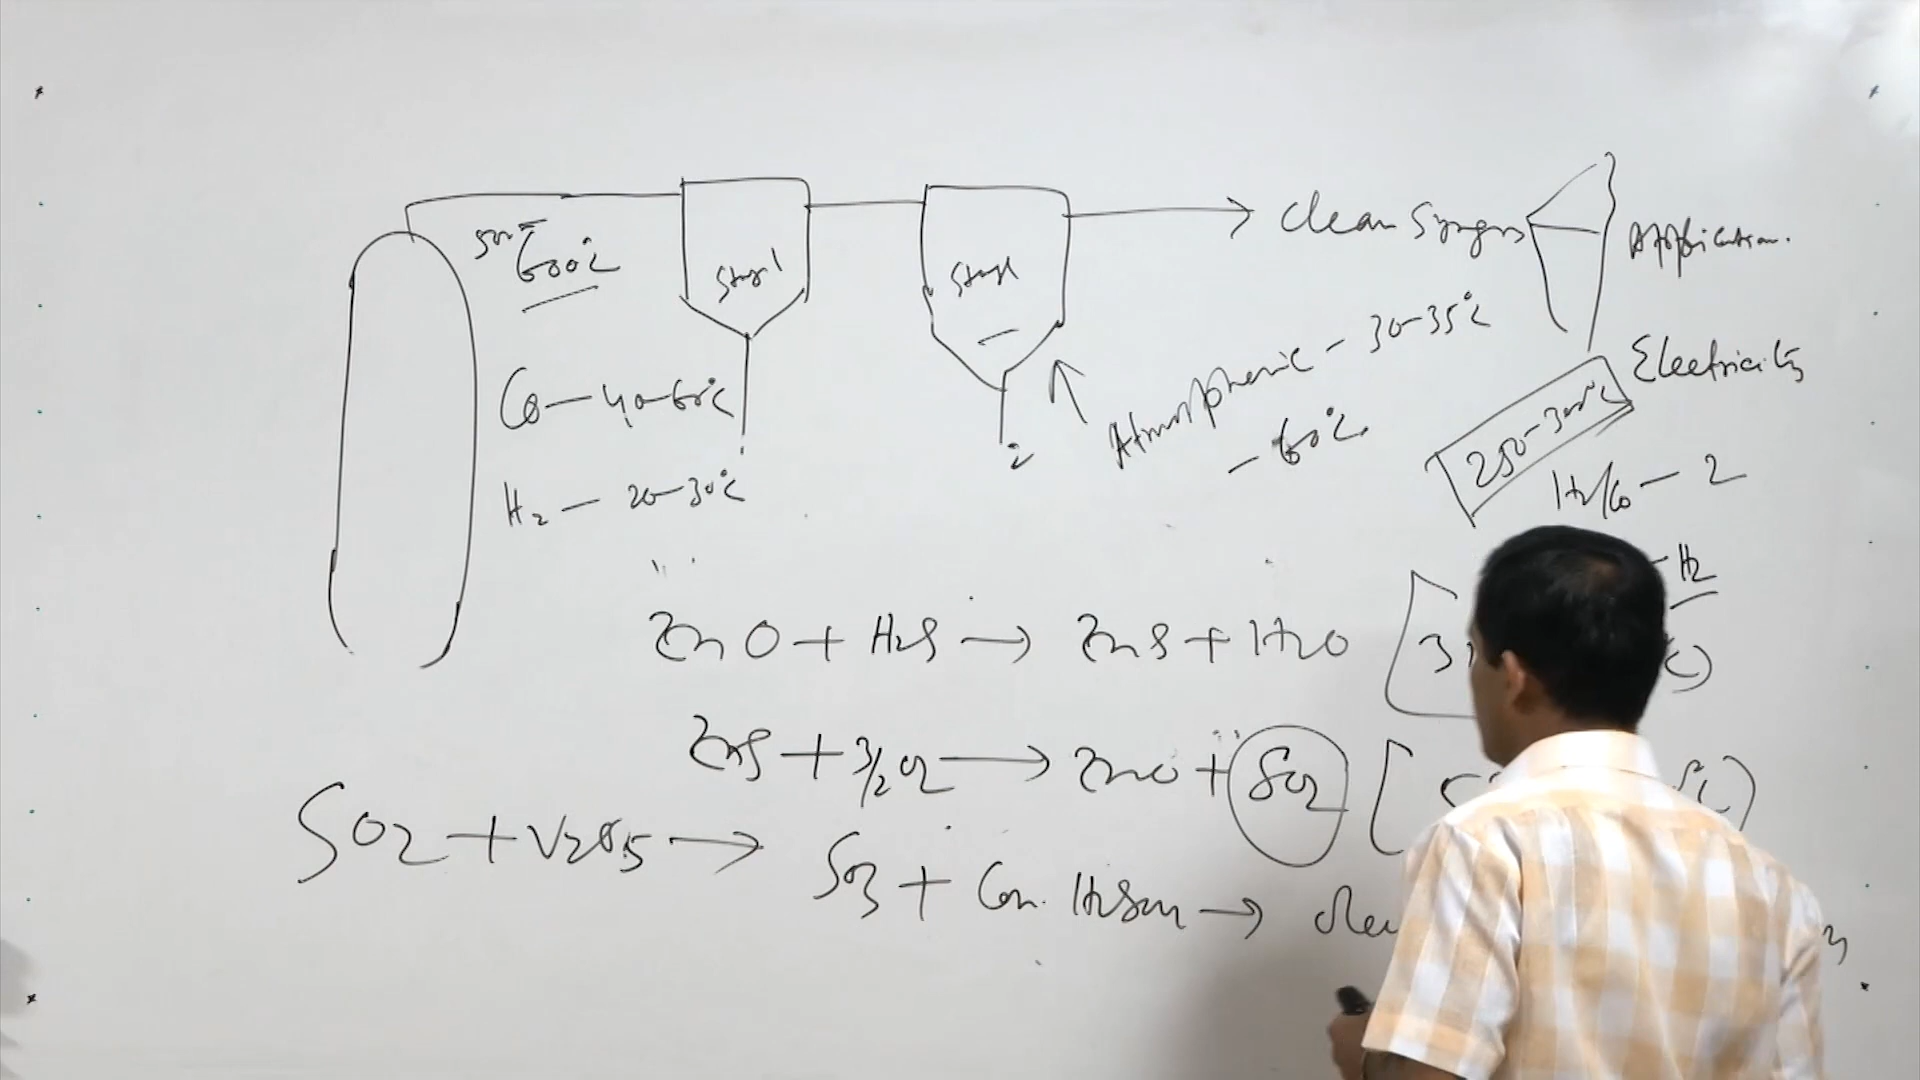 500-600°C
Stage 1
Stage
Clean Syngas
Application.
Co - 40-60%
Atmospheric - 30-35°C
- 60°C.
Electricity
250-300°C
H2 - 20-30%
2
H2/Co - 2
- H2
ZnO + H2S → ZnS + H2O
ZnS + 3/2 O2 → ZnO + SO2
SO2 + V2O5 →
SO3 + Con. H2SO4 →